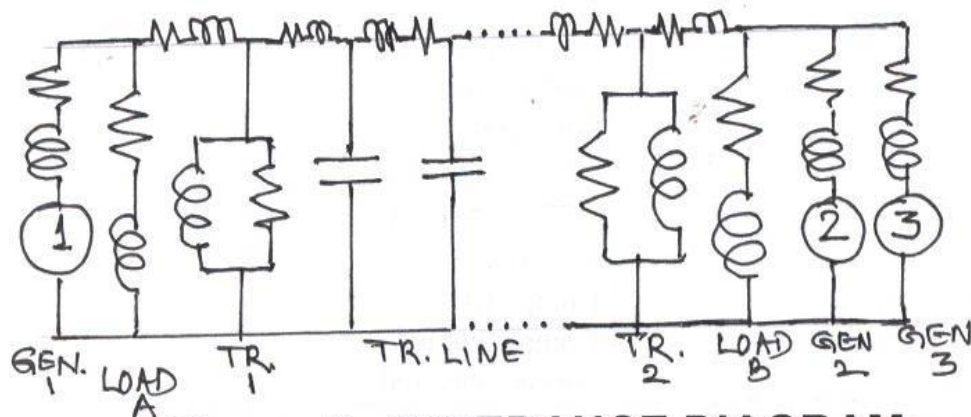 1
2
3
GEN. 1
LOAD A
TR. 1
TR. LINE
TR. 2
LOAD B
GEN 2
GEN 3